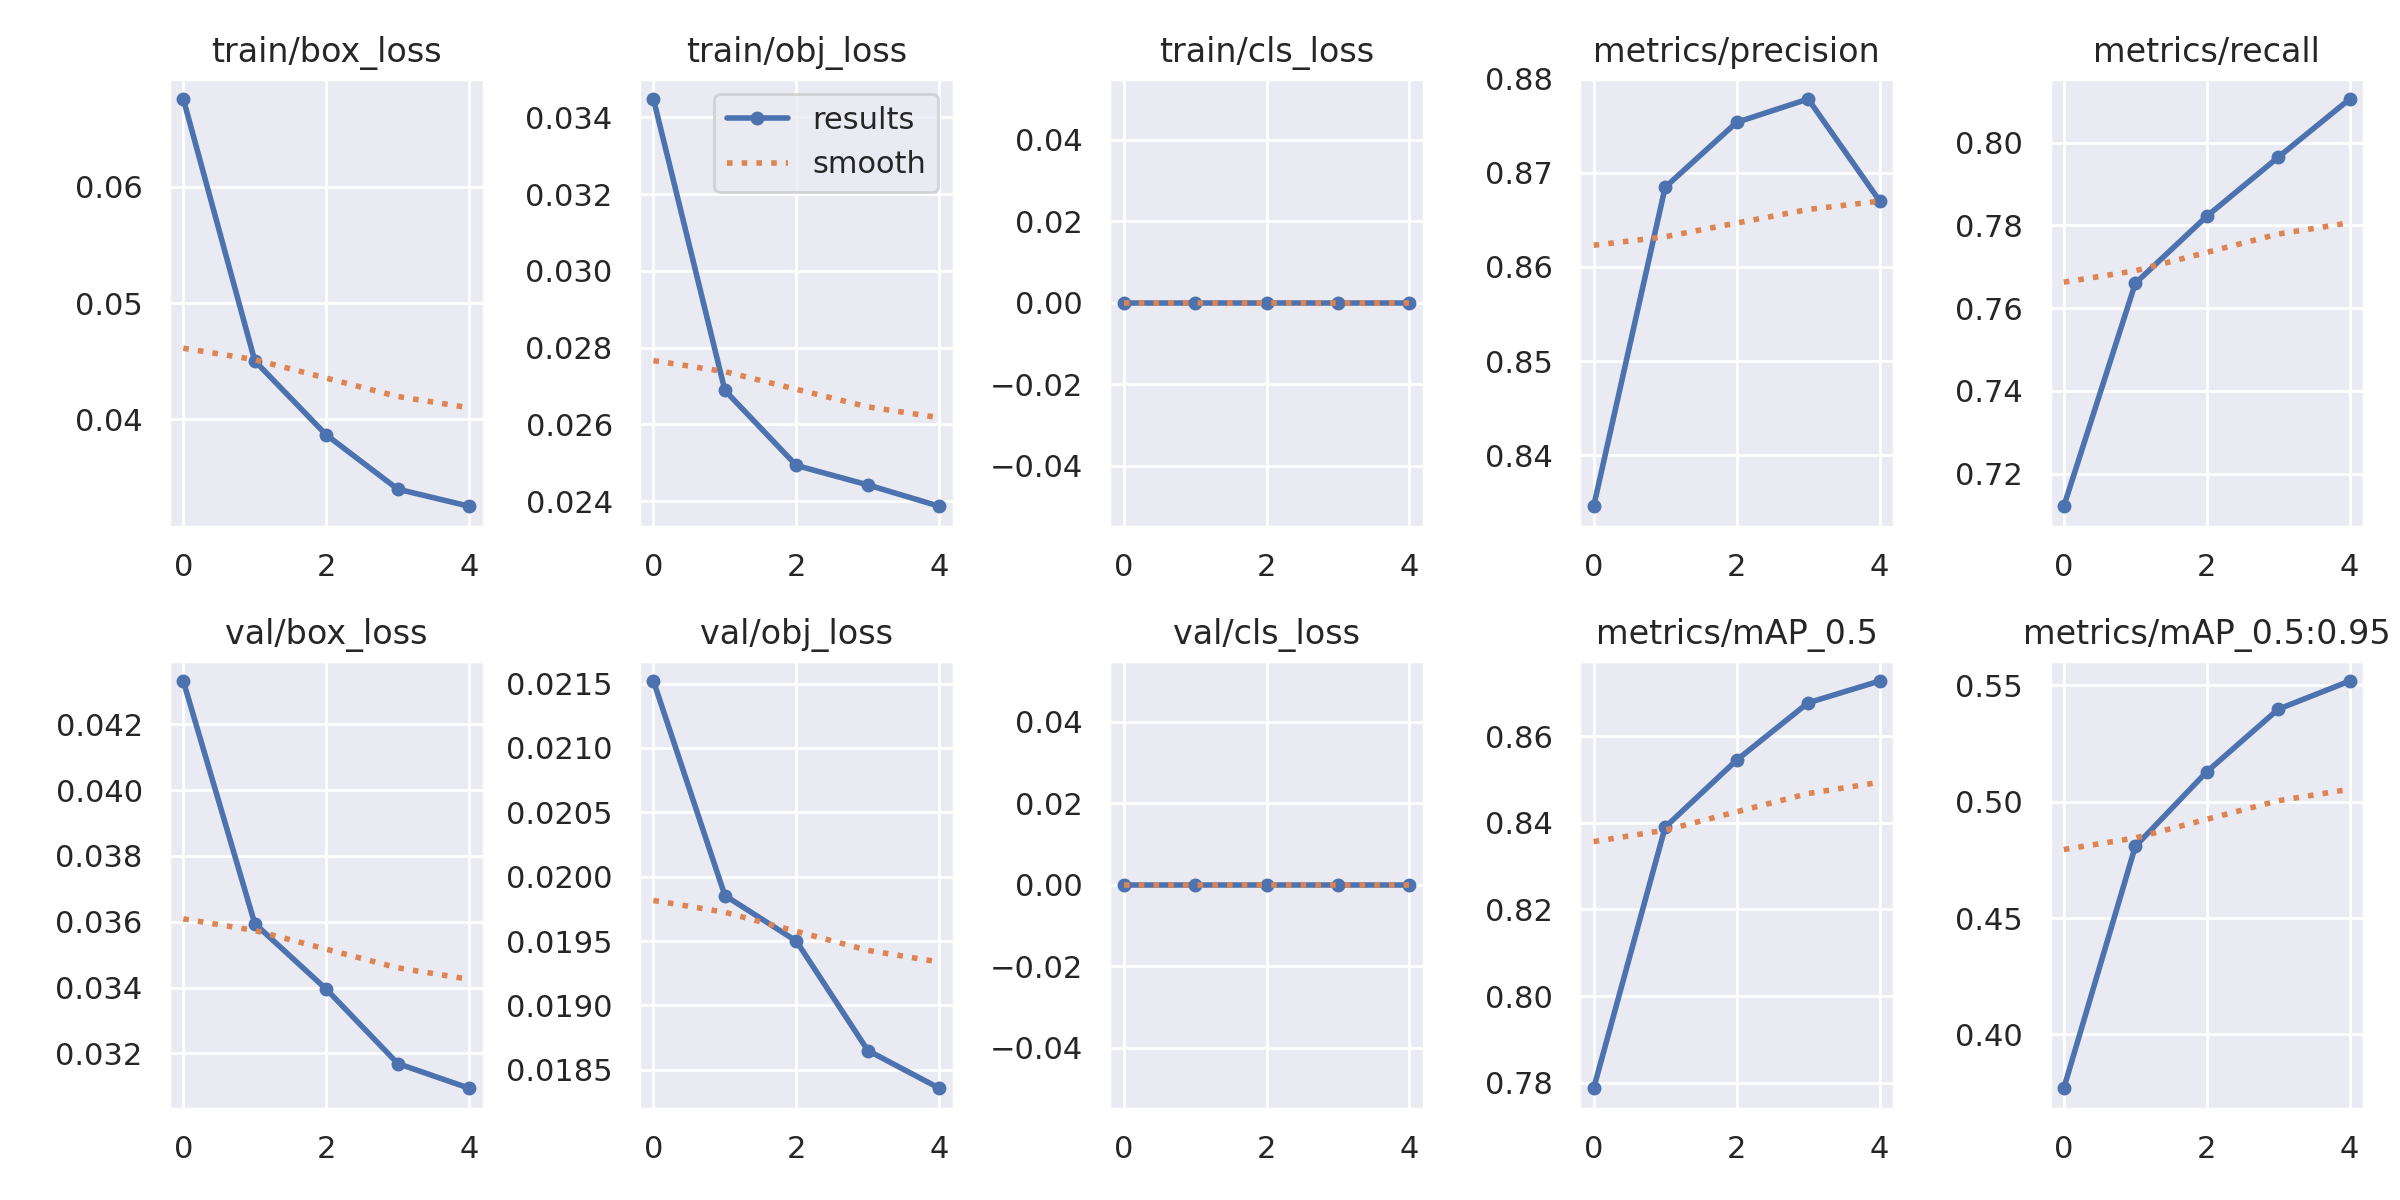 train/box_loss
0.06
0.05
0.04
0 2 4
train/obj_loss
results
smooth
0.034
0.032
0.030
0.028
0.026
0.024
0 2 4
train/cls_loss
0.04
0.02
0.00
−0.02
−0.04
0 2 4
metrics/precision
0.88
0.87
0.86
0.85
0.84
0 2 4
metrics/recall
0.80
0.78
0.76
0.74
0.72
0 2 4
val/box_loss
0.042
0.040
0.038
0.036
0.034
0.032
0 2 4
val/obj_loss
0.0215
0.0210
0.0205
0.0200
0.0195
0.0190
0.0185
0 2 4
val/cls_loss
0.04
0.02
0.00
−0.02
−0.04
0 2 4
metrics/mAP_0.5
0.86
0.84
0.82
0.80
0.78
0 2 4
metrics/mAP_0.5:0.95
0.55
0.50
0.45
0.40
0 2 4